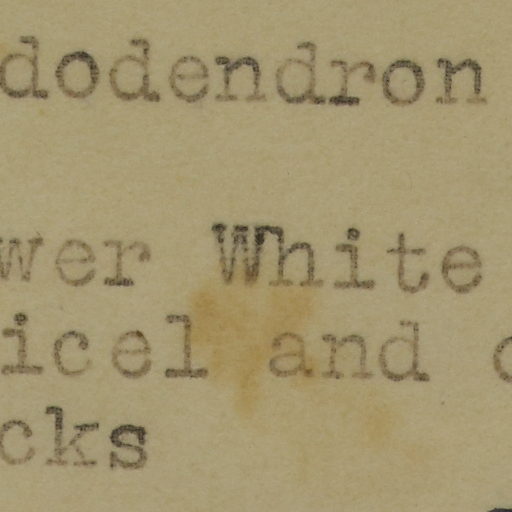 dodendron
wer White
icel and c
cks